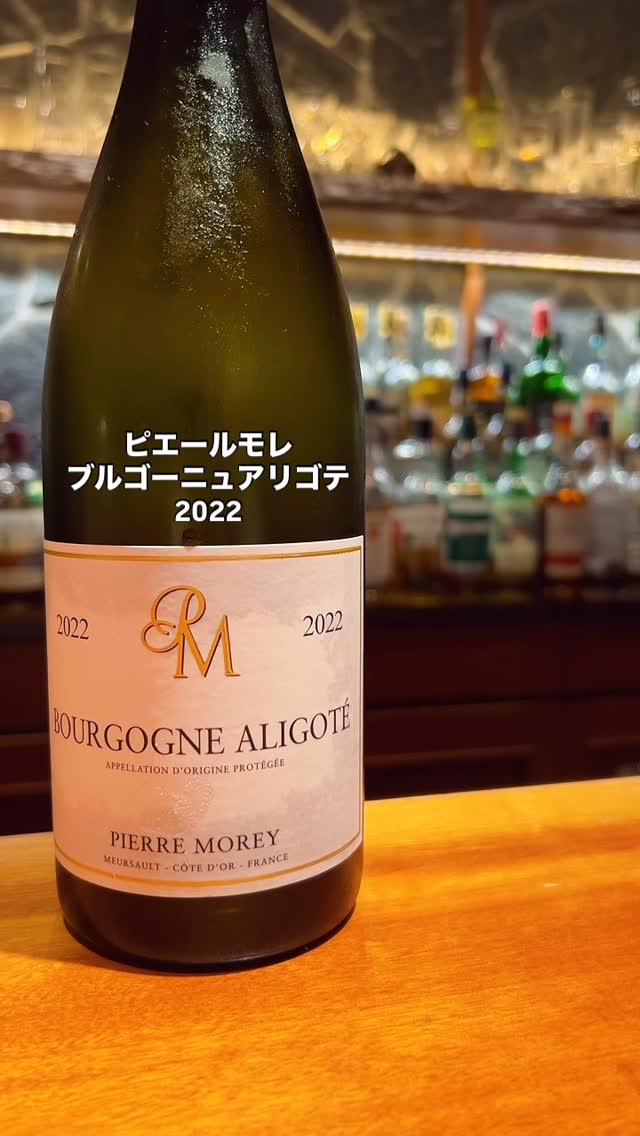 ピエールモレ
ブルゴーニュアリゴテ
2022
2022 PM 2022
BOURGOGNE ALIGOTÉ
APPELLATION D'ORIGINE PROTÉGÉE
PIERRE MOREY
MEURSAULT - CÔTE D'OR - FRANCE